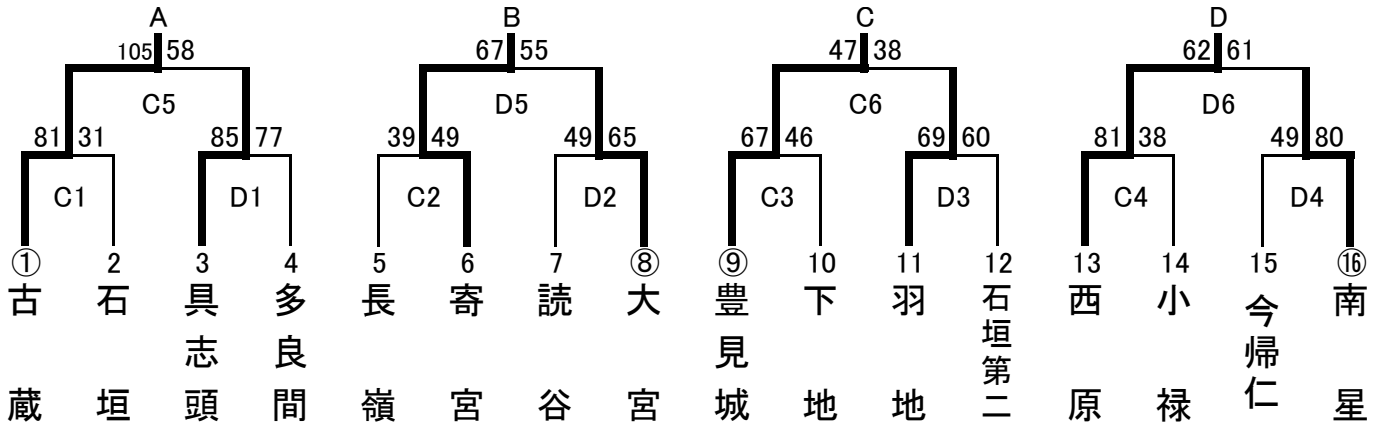 A B C D
105 58 67 55 47 38 62 61
C5 D5 C6 D6
81 31 85 77 39 49 49 65 67 46 69 60 81 38 49 80
C1 D1 C2 D2 C3 D3 C4 D4
① 2 3 4 5 6 7 ⑧ ⑨ 10 11 12 13 14 15 ⑯
古蔵
石垣
具志頭
多良間
長嶺
寄宮
読谷
大宮
豊見城
下地
羽地
石垣第二
西原
小禄
今帰仁
南星